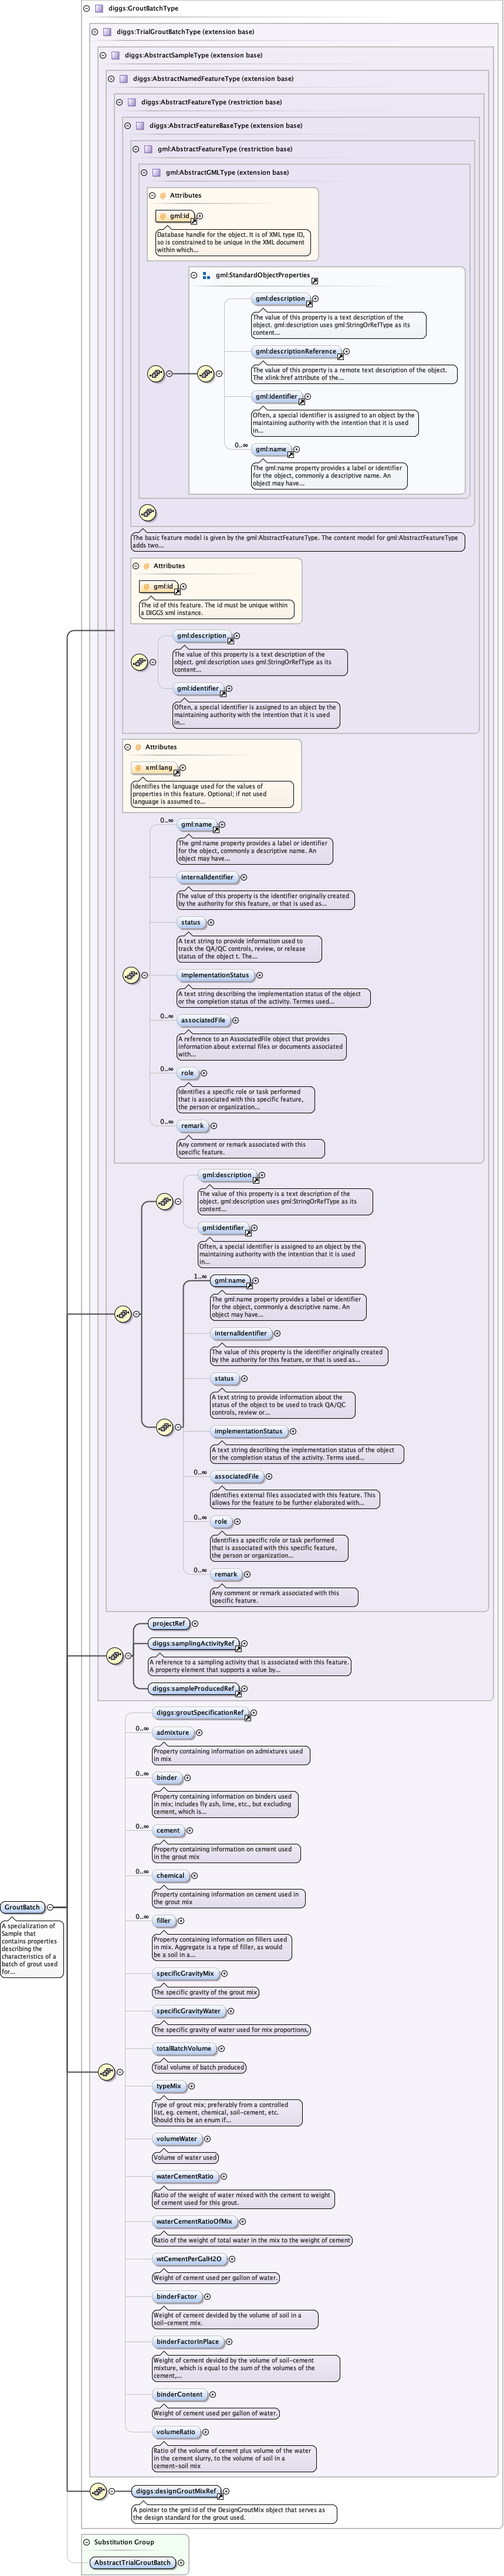 diggs:GroutBatchType
diggs:TrialGroutBatchType (extension base)
diggs:AbstractSampleType (extension base)
diggs:AbstractNamedFeatureType (extension base)
diggs:AbstractFeatureType (restriction base)
diggs:AbstractFeatureBaseType (extension base)
gml:AbstractFeatureType (restriction base)
gml:AbstractGMLType (extension base)
Attributes
gml:id
Database handle for the object. It is of XML type ID,
so is constrained to be unique in the XML document
within which...
gml:StandardObjectProperties
gml:description
The value of this property is a text description of the
object. gml:description uses gml:StringOrRefType as its
content...
gml:descriptionReference
The value of this property is a remote text description of the object.
The xlink:href attribute of the...
gml:identifier
Often, a special identifier is assigned to an object by the
maintaining authority with the intention that it is used
in...
0..∞
gml:name
The gml:name property provides a label or identifier
for the object, commonly a descriptive name. An
object may have...
The basic feature model is given by the gml:AbstractFeatureType. The content model for gml:AbstractFeatureType
adds two...
Attributes
gml:id
The id of this feature. The id must be unique within
a DIGGS xml instance.
gml:description
The value of this property is a text description of the
object. gml:description uses gml:StringOrRefType as its
content...
gml:identifier
Often, a special identifier is assigned to an object by the
maintaining authority with the intention that it is used
in...
Attributes
xml:lang
Identifies the language used for the values of
properties in this feature. Optional; if not used
language is assumed to...
0..∞
gml:name
The gml:name property provides a label or identifier
for the object, commonly a descriptive name. An
object may have...
internalIdentifier
The value of this property is the identifier originally created
by the authority for this feature, or that is used as...
status
A text string to provide information used to
track the QA/QC controls, review, or release
status of the object t. The...
implementationStatus
A text string describing the implementation status of the object
or the completion status of the activity. Termes used...
0..∞
associatedFile
A reference to an AssociatedFile object that provides
information about external files or documents associated
with...
0..∞
role
Identifies a specific role or task performed
that is associated with this specific feature,
the person or organization...
0..∞
remark
Any comment or remark associated with this
specific feature.
gml:description
The value of this property is a text description of the
object. gml:description uses gml:StringOrRefType as its
content...
gml:identifier
Often, a special identifier is assigned to an object by the
maintaining authority with the intention that it is used
in...
1..∞
gml:name
The gml:name property provides a label or identifier
for the object, commonly a descriptive name. An
object may have...
internalIdentifier
The value of this property is the identifier originally created
by the authority for this feature, or that is used as...
status
A text string to provide information about the
status of the object to be used to track QA/QC
controls, review or...
implementationStatus
A text string describing the implementation status of the object
or the completion status of the activity. Terms used...
0..∞
associatedFile
Identifies external files associated with this feature. This
allows for the feature to be further elaborated with...
0..∞
role
Identifies a specific role or task performed
that is associated with this specific feature,
the person or organization...
0..∞
remark
Any comment or remark associated with this
specific feature.
projectRef
diggs:samplingActivityRef
A reference to a sampling activity that is associated with this feature.
A property element that supports a value by...
diggs:sampleProducedRef
diggs:groutSpecificationRef
0..∞
admixture
Property containing information on admixtures used
in mix
0..∞
binder
Property containing information on binders used
in mix; includes fly ash, lime, etc., but excluding
cement, which is...
0..∞
cement
Property containing information on cement used
in the grout mix
0..∞
chemical
Property containing information on cement used in
the grout mix
0..∞
filler
Property containing information on fillers used
in mix. Aggregate is a type of filler, as would
be a soil in a...
specificGravityMix
The specific gravity of the grout mix
specificGravityWater
The specific gravity of water used for mix proportions,
totalBatchVolume
Total volume of batch produced
typeMix
Type of grout mix; preferably from a controlled
list, eg. cement, chemical, soil-cement, etc.
Should this be an enum if...
volumeWater
Volume of water used
waterCementRatio
Ratio of the weight of water mixed with the cement to weight
of cement used for this grout.
waterCementRatioOfMix
Ratio of the weight of total water in the mix to the weight of cement
wtCementPerGalH2O
Weight of cement used per gallon of water.
binderFactor
Weight of cement devided by the volume of soil in a
soil-cement mix.
binderFactorInPlace
Weight of cement devided by the volume of soil-cement
mixture, which is equal to the sum of the volumes of the
cement,...
binderContent
Weight of cement used per gallon of water.
volumeRatio
Ratio of the volume of cenent plus volume of the water
in the cement slurry, to the volume of soil in a
cement-soil mix
GroutBatch
A specialization of
Sample that
contains properties
describing the
characteristics of a
batch of grout used
for...
diggs:designGroutMixRef
A pointer to the gml:id of the DesignGroutMix object that serves as
the design standard for the grout used.
Substitution Group
AbstractTrialGroutBatch